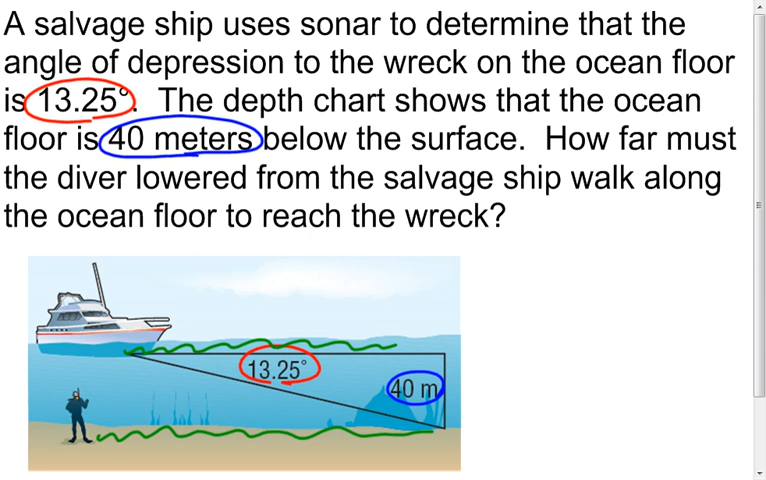 A salvage ship uses sonar to determine that the
angle of depression to the wreck on the ocean floor
is 13.25°. The depth chart shows that the ocean
floor is 40 meters below the surface. How far must
the diver lowered from the salvage ship walk along
the ocean floor to reach the wreck?
13.25°
40 m